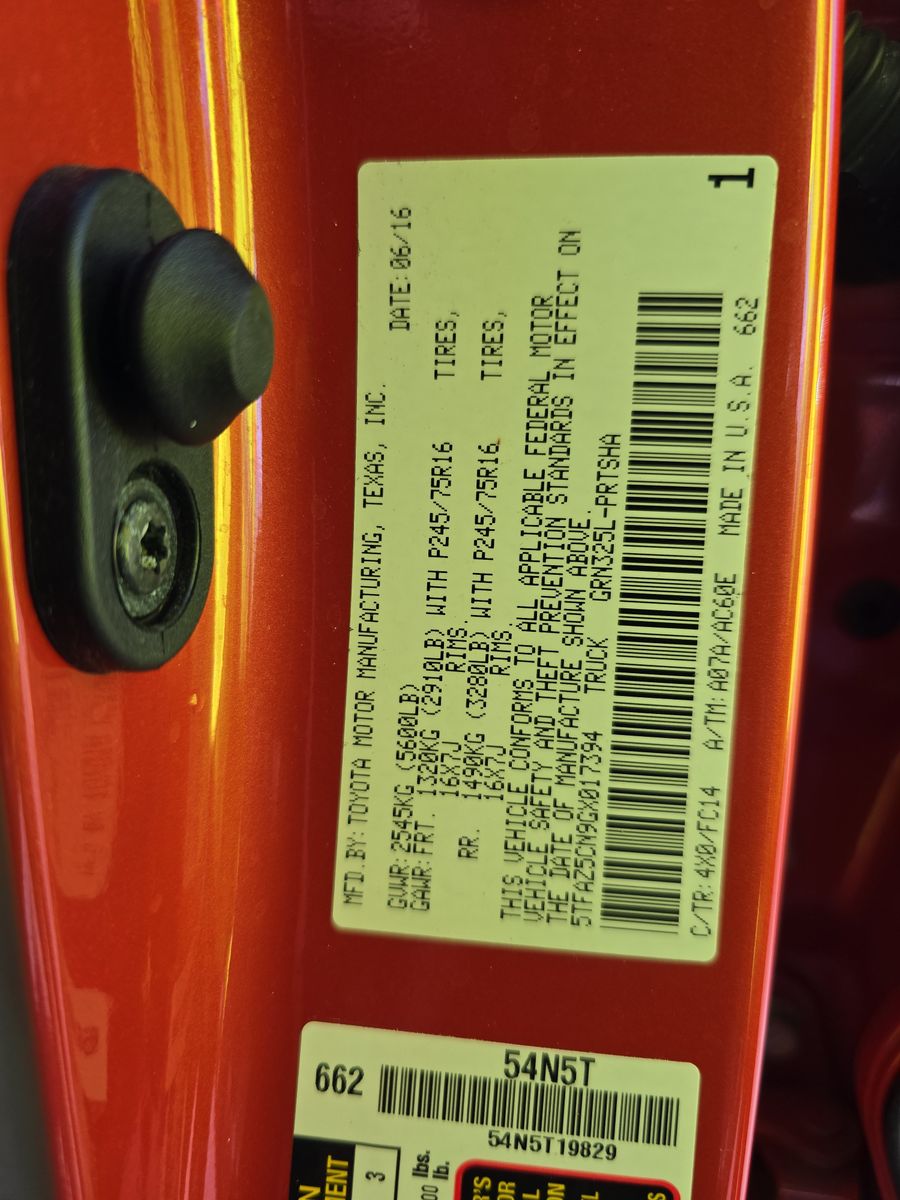 MFD.BY:TOYOTA MOTOR MANUFACTURING, TEXAS, INC.
DATE:06/16
GVWR:2545KG (5600LB)
GAWR:FRT. 1320KG (2910LB) WITH P245/75R16 TIRES,
16X7J RIMS.
RR. 1490KG (3280LB) WITH P245/75R16 TIRES,
16X7J RIMS.
THIS VEHICLE CONFORMS TO ALL APPLICABLE FEDERAL MOTOR
VEHICLE SAFETY AND THEFT PREVENTION STANDARDS IN EFFECT ON
THE DATE OF MANUFACTURE SHOWN ABOVE.
5TFAZ5CN9GX017394 TRUCK GRN325L-PRTSHA
C/TR:4X0/FC14 A/TM:A07A/AC60E MADE IN U.S.A. 662
1
54N5T
662
54N5T19829
3
lbs.
00 lb.